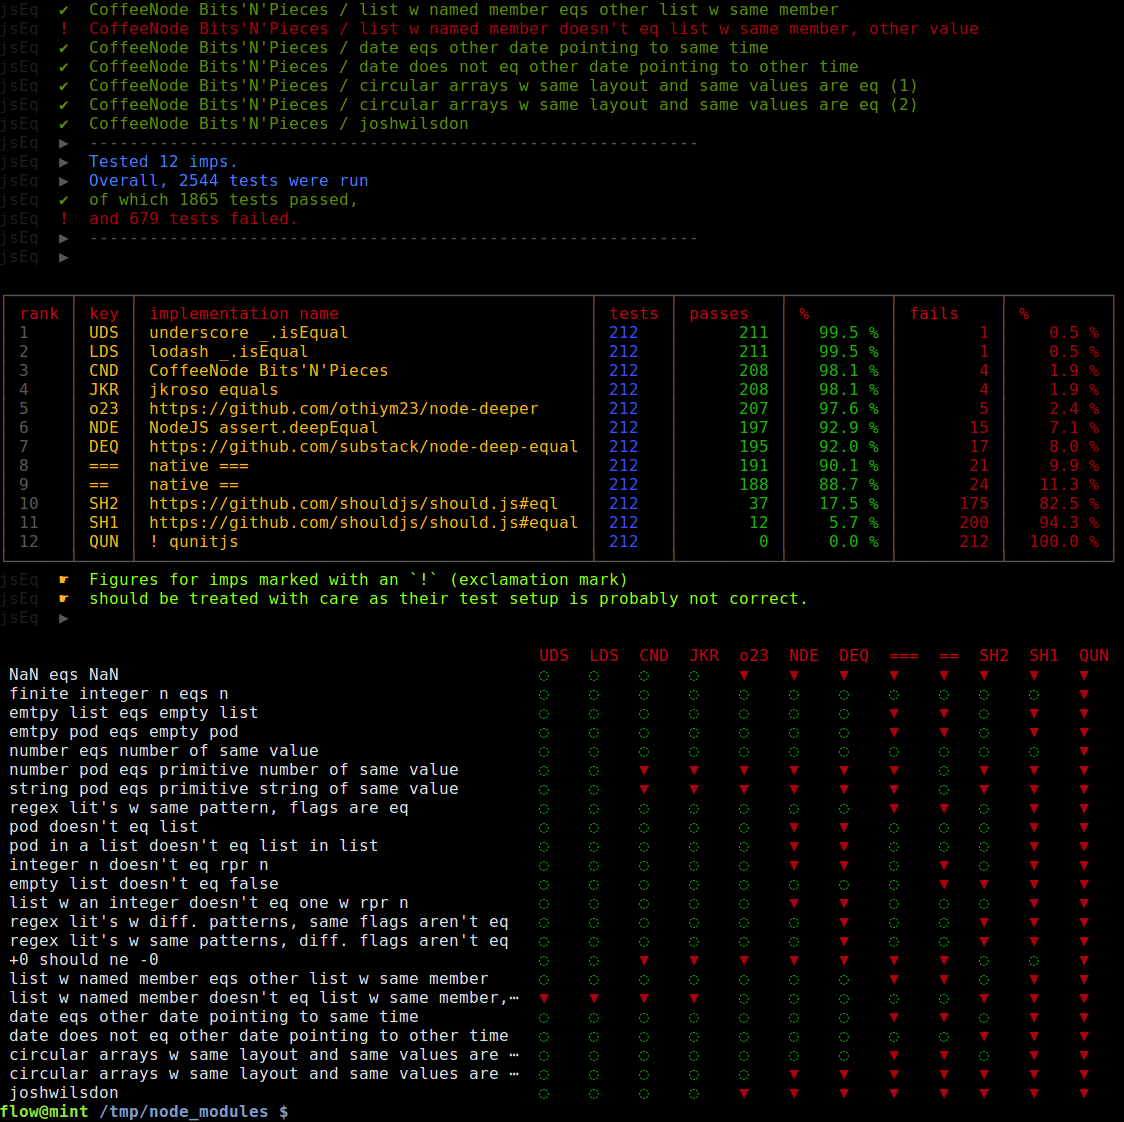 jsEq ✔ CoffeeNode Bits'N'Pieces / list w named member eqs other list w same member
jsEq ! CoffeeNode Bits'N'Pieces / list w named member doesn't eq list w same member, other value
jsEq ✔ CoffeeNode Bits'N'Pieces / date eqs other date pointing to same time
jsEq ✔ CoffeeNode Bits'N'Pieces / date does not eq other date pointing to other time
jsEq ✔ CoffeeNode Bits'N'Pieces / circular arrays w same layout and same values are eq (1)
jsEq ✔ CoffeeNode Bits'N'Pieces / circular arrays w same layout and same values are eq (2)
jsEq ✔ CoffeeNode Bits'N'Pieces / joshwilsdon
jsEq ▶ -------------------------------------------------------------
jsEq ▶ Tested 12 imps.
jsEq ▶ Overall, 2544 tests were run
jsEq ✔ of which 1865 tests passed,
jsEq ! and 679 tests failed.
jsEq ▶ -------------------------------------------------------------
jsEq ▶
rank key implementation name tests passes % fails %
1 UDS underscore _.isEqual 212 211 99.5 % 1 0.5 %
2 LDS lodash _.isEqual 212 211 99.5 % 1 0.5 %
3 CND CoffeeNode Bits'N'Pieces 212 208 98.1 % 4 1.9 %
4 JKR jkroso equals 212 208 98.1 % 4 1.9 %
5 o23 https://github.com/othiym23/node-deeper 212 207 97.6 % 5 2.4 %
6 NDE NodeJS assert.deepEqual 212 197 92.9 % 15 7.1 %
7 DEQ https://github.com/substack/node-deep-equal 212 195 92.0 % 17 8.0 %
8 === native === 212 191 90.1 % 21 9.9 %
9 == native == 212 188 88.7 % 24 11.3 %
10 SH2 https://github.com/shouldjs/should.js#eql 212 37 17.5 % 175 82.5 %
11 SH1 https://github.com/shouldjs/should.js#equal 212 12 5.7 % 200 94.3 %
12 QUN ! qunitjs 212 0 0.0 % 212 100.0 %
jsEq ☛ Figures for imps marked with an `!` (exclamation mark)
jsEq ☛ should be treated with care as their test setup is probably not correct.
jsEq ▶
UDS LDS CND JKR o23 NDE DEQ === == SH2 SH1 QUN
NaN eqs NaN ◌ ◌ ◌ ◌ ▼ ▼ ▼ ▼ ▼ ▼ ▼ ▼
finite integer n eqs n ◌ ◌ ◌ ◌ ◌ ◌ ◌ ◌ ◌ ◌ ◌ ▼
emtpy list eqs empty list ◌ ◌ ◌ ◌ ◌ ◌ ◌ ▼ ▼ ◌ ▼ ▼
emtpy pod eqs empty pod ◌ ◌ ◌ ◌ ◌ ◌ ◌ ▼ ▼ ◌ ▼ ▼
number eqs number of same value ◌ ◌ ◌ ◌ ◌ ◌ ◌ ◌ ◌ ◌ ◌ ▼
number pod eqs primitive number of same value ◌ ◌ ▼ ▼ ▼ ▼ ▼ ▼ ◌ ▼ ▼ ▼
string pod eqs primitive string of same value ◌ ◌ ▼ ▼ ▼ ▼ ▼ ▼ ◌ ▼ ▼ ▼
regex lit's w same pattern, flags are eq ◌ ◌ ◌ ◌ ◌ ◌ ◌ ▼ ▼ ◌ ▼ ▼
pod doesn't eq list ◌ ◌ ◌ ◌ ◌ ▼ ▼ ◌ ◌ ◌ ▼ ▼
pod in a list doesn't eq list in list ◌ ◌ ◌ ◌ ◌ ▼ ▼ ◌ ◌ ◌ ▼ ▼
integer n doesn't eq rpr n ◌ ◌ ◌ ◌ ◌ ▼ ▼ ◌ ▼ ◌ ▼ ▼
empty list doesn't eq false ◌ ◌ ◌ ◌ ◌ ◌ ◌ ◌ ▼ ▼ ▼ ▼
list w an integer doesn't eq one w rpr n ◌ ◌ ◌ ◌ ◌ ▼ ▼ ◌ ◌ ◌ ▼ ▼
regex lit's w diff. patterns, same flags aren't eq ◌ ◌ ◌ ◌ ◌ ◌ ▼ ◌ ◌ ▼ ▼ ▼
regex lit's w same patterns, diff. flags aren't eq ◌ ◌ ◌ ◌ ◌ ◌ ▼ ◌ ◌ ▼ ▼ ▼
+0 should ne -0 ◌ ◌ ▼ ▼ ▼ ▼ ▼ ▼ ▼ ◌ ◌ ▼
list w named member eqs other list w same member ◌ ◌ ◌ ◌ ◌ ◌ ◌ ▼ ▼ ◌ ▼ ▼
list w named member doesn't eq list w same member,⋯ ▼ ▼ ▼ ▼ ◌ ◌ ◌ ◌ ◌ ▼ ▼ ▼
date eqs other date pointing to same time ◌ ◌ ◌ ◌ ◌ ◌ ◌ ▼ ▼ ◌ ▼ ▼
date does not eq other date pointing to other time ◌ ◌ ◌ ◌ ◌ ◌ ◌ ◌ ◌ ▼ ▼ ▼
circular arrays w same layout and same values are ⋯ ◌ ◌ ◌ ◌ ◌ ◌ ◌ ▼ ▼ ◌ ▼ ▼
circular arrays w same layout and same values are ⋯ ◌ ◌ ◌ ◌ ◌ ▼ ▼ ▼ ▼ ▼ ▼ ▼
joshwilsdon ◌ ◌ ◌ ◌ ▼ ▼ ▼ ▼ ▼ ▼ ▼ ▼
flow@mint /tmp/node_modules $